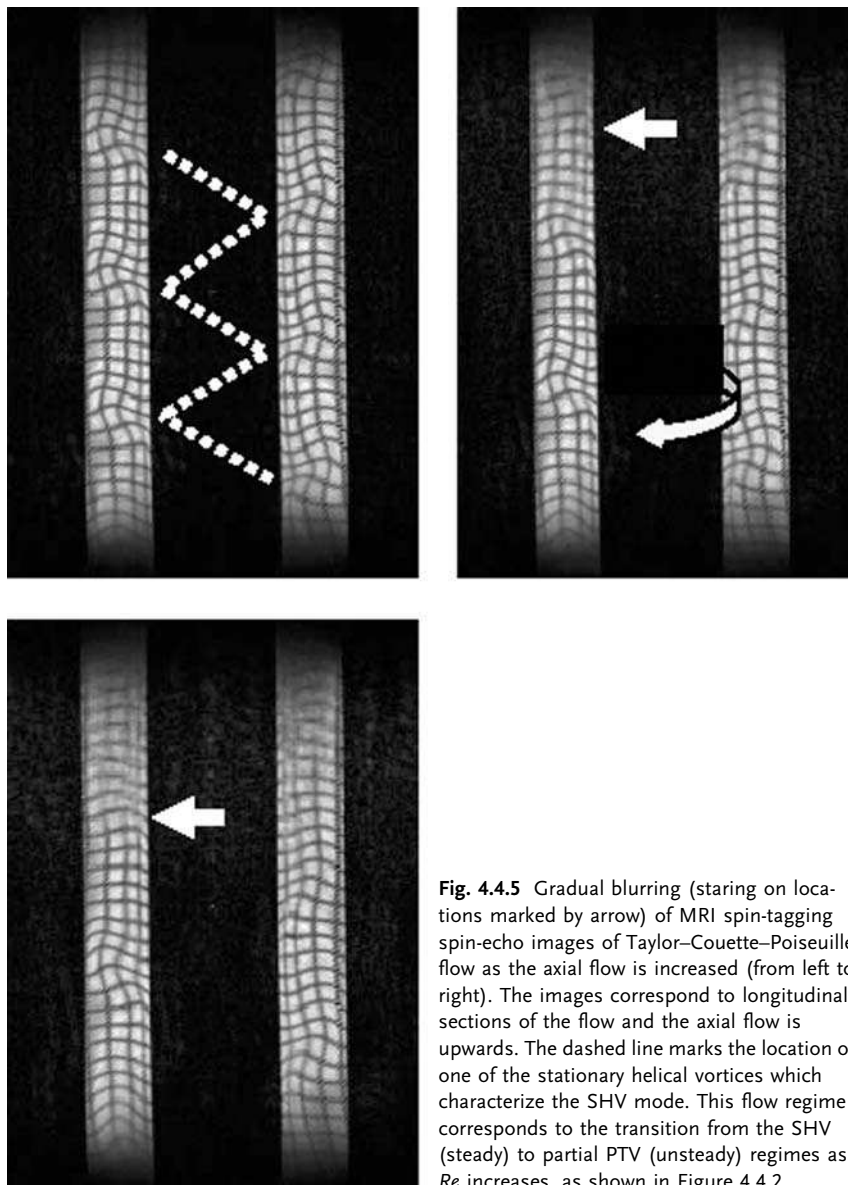 Fig. 4.4.5 Gradual blurring (staring on loca-
tions marked by arrow) of MRI spin-tagging
spin-echo images of Taylor–Couette–Poiseuille
flow as the axial flow is increased (from left to
right). The images correspond to longitudinal
sections of the flow and the axial flow is
upwards. The dashed line marks the location o
one of the stationary helical vortices which
characterize the SHV mode. This flow regime
corresponds to the transition from the SHV
(steady) to partial PTV (unsteady) regimes as
Re increases, as shown in Figure 4.4.2